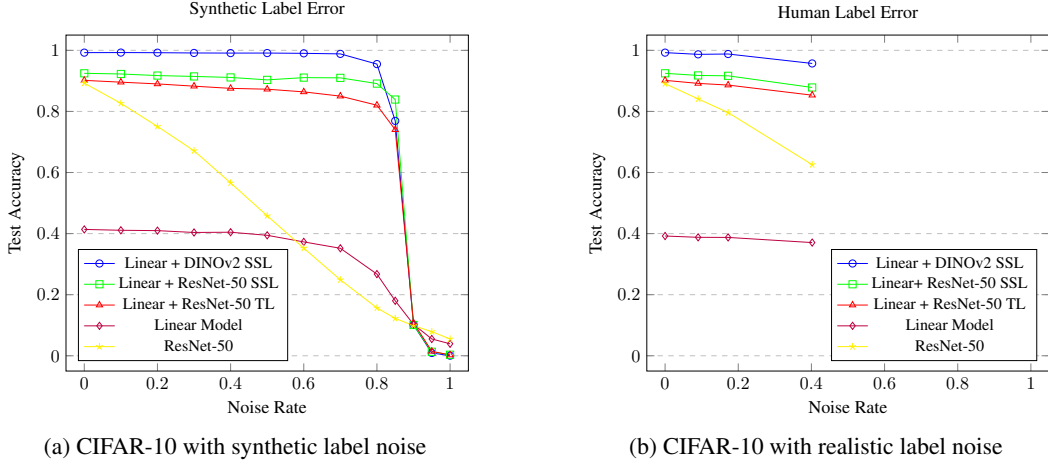 Synthetic Label Error
1
0.8
0.6
0.4
0.2
0
Test Accuracy
Linear + DINOv2 SSL
Linear + ResNet-50 SSL
Linear + ResNet-50 TL
Linear Model
ResNet-50
0 0.2 0.4 0.6 0.8 1
Noise Rate
(a) CIFAR-10 with synthetic label noise
Human Label Error
1
0.8
0.6
0.4
0.2
0
Test Accuracy
Linear + DINOv2 SSL
Linear+ ResNet-50 SSL
Linear + ResNet-50 TL
Linear Model
ResNet-50
0 0.2 0.4 0.6 0.8 1
Noise Rate
(b) CIFAR-10 with realistic label noise